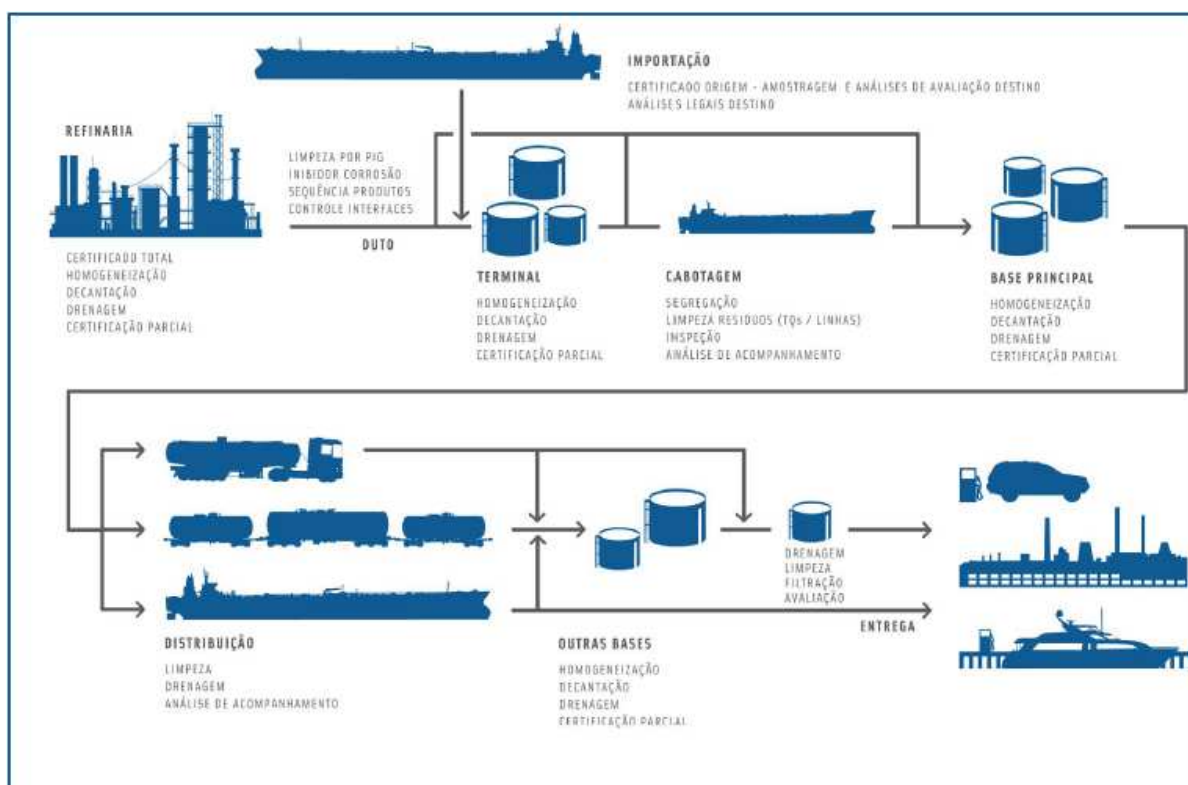 IMPORTAÇÃO
CERTIFICADO ORIGEM - AMOSTRAGEM E ANÁLISES DE AVALIAÇÃO DESTINO
ANÁLISES LEGAIS DESTINO
REFINARIA
CERTIFICADO TOTAL
HOMOGENEIZAÇÃO
DECANTAÇÃO
DRENAGEM
CERTIFICAÇÃO PARCIAL
LIMPEZA POR PIG
INIBIDOR CORROSÃO
SEQUÊNCIA PRODUTOS
CONTROLE INTERFACES
DUTO
TERMINAL
HOMOGENEIZAÇÃO
DECANTAÇÃO
DRENAGEM
CERTIFICAÇÃO PARCIAL
CABOTAGEM
SEGREGAÇÃO
LIMPEZA RESIDUOS (TQs / LINHAS)
INSPEÇÃO
ANÁLISE DE ACOMPANHAMENTO
BASE PRINCIPAL
HOMOGENEIZAÇÃO
DECANTAÇÃO
DRENAGEM
CERTIFICAÇÃO PARCIAL
DISTRIBUIÇÃO
LIMPEZA
DRENAGEM
ANÁLISE DE ACOMPANHAMENTO
OUTRAS BASES
HOMOGENEIZAÇÃO
DECANTAÇÃO
DRENAGEM
CERTIFICAÇÃO PARCIAL
DRENAGEM
LIMPEZA
FILTRAÇÃO
AVALIAÇÃO
ENTREGA